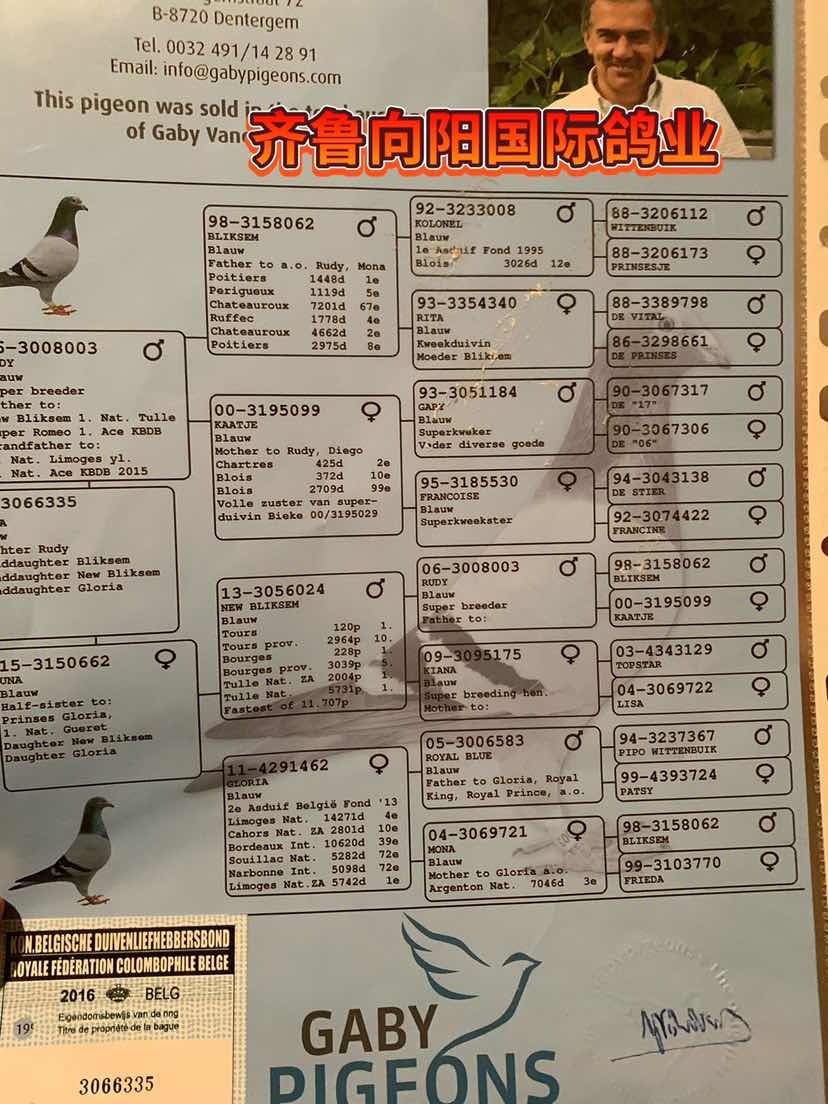 B-8720 Dentergem
Tel. 0032 491/14 28 91
Email: info@gabypigeons.com
This pigeon was sold in
of Gaby
齐鲁向阳国际鸽业
98-3158062 ♂
BLIKSEM
Blauw
Father to a.o. Rudy, Mona
Poitiers 1448d 1e
Perigueux 1119d 5e
Chateauroux 7201d 67e
Ruffec 1778d 4e
Chateauroux 4662d 2e
Poitiers 2975d 8e
92-3233008 ♂
KOLONEL
Blauw
1e Asduif Fond 1995
Blois 3026d 12e
88-3206112 ♂
WITTENBUIK
88-3206173 ♀
PRINSESJE
93-3354340 ♀
RITA
Blauw
Kweekduivin
Moeder Bliksem
88-3389798 ♂
DE VITAL
86-3298661 ♀
DE PRINSES
-3008003 ♂
DY
auw
per breeder
ther to:
w Bliksem 1. Nat. Tulle
per Romeo 1. Ace KBDB
randfather to:
. Nat. Limoges yl.
. Nat. Ace KBDB 2015
00-3195099 ♀
KAATJE
Blauw
Mother to Rudy, Diego
Chartres 425d 2e
Blois 372d 10e
Blois 2709d 99e
Volle zuster van super-
duivin Bieke 00/3195029
93-3051184 ♂
GABY
Blauw
Superkweker
Vader diverse goede
90-3067317 ♂
DE "17"
90-3067306 ♀
DE "06"
95-3185530 ♀
FRANCOISE
Blauw
Superkweekster
94-3043138 ♂
DE STIER
92-3074422 ♀
FRANCINE
3066335
A
w
hter Rudy
ddaughter Bliksem
ddaughter New Bliksem
ddaughter Gloria
13-3056024 ♂
NEW BLIKSEM
Blauw
Tours 120p 1.
Tours prov. 2964p 10.
Bourges 228p 1.
Bourges prov. 3039p 5.
Tulle Nat. ZA 2004p 1.
Tulle Nat. 5731p 1.
Fastest of 11.707p
06-3008003 ♂
RUDY
Blauw
Super breeder
Father to:
98-3158062 ♂
BLIKSEM
00-3195099 ♀
KAATJE
09-3095175 ♀
KIANA
Blauw
Super breeding hen.
Mother to:
03-4343129 ♂
TOPSTAR
04-3069722 ♀
LISA
15-3150662 ♀
UNA
Blauw
Half-sister to:
Prinses Gloria,
1. Nat. Gueret
Daughter New Bliksem
Daughter Gloria
11-4291462 ♀
GLORIA
Blauw
2e Asduif België Fond '13
Limoges Nat. 14271d 4e
Cahors Nat. ZA 2801d 10e
Bordeaux Int. 10620d 39e
Souillac Nat. 5282d 72e
Narbonne Int. 5098d 72e
Limoges Nat.ZA 5742d 1e
05-3006583 ♂
ROYAL BLUE
Blauw
Father to Gloria, Royal
King, Royal Prince, a.o.
94-3237367 ♂
PIPO WITTENBUIK
99-4393724 ♀
PATSY
04-3069721 ♀
MONA
Blauw
Mother to Gloria a.o.
Argenton Nat. 7046d 3e
98-3158062 ♂
BLIKSEM
99-3103770 ♀
FRIEDA
KON.BELGISCHE DUIVENLIEFHEBBERSBOND
ROYALE FÉDÉRATION COLOMBOPHILE BELGE
2016 BELG
Eigendomsbewijs van de ring
Titre de propriété de la bague
3066335
GABY
PIGEONS